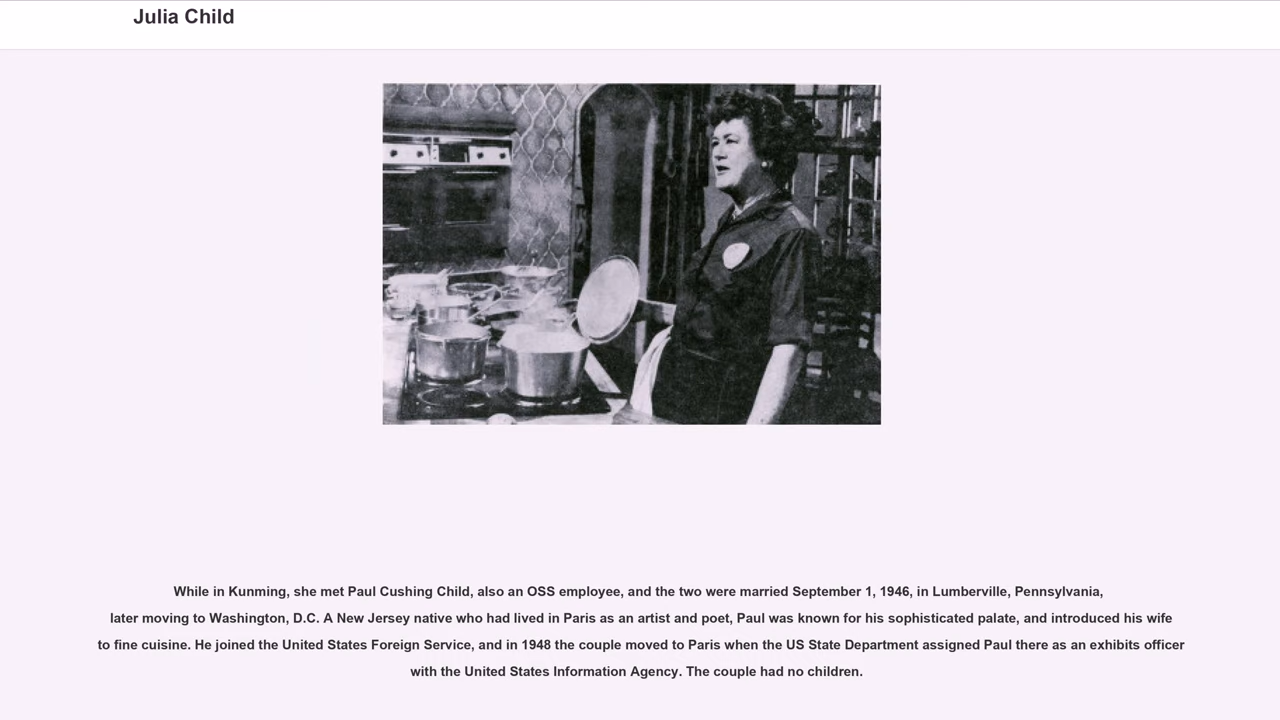 Julia Child
While in Kunming, she met Paul Cushing Child, also an OSS employee, and the two were married September 1, 1946, in Lumberville, Pennsylvania,
later moving to Washington, D.C. A New Jersey native who had lived in Paris as an artist and poet, Paul was known for his sophisticated palate, and introduced his wife
to fine cuisine. He joined the United States Foreign Service, and in 1948 the couple moved to Paris when the US State Department assigned Paul there as an exhibits officer
with the United States Information Agency. The couple had no children.